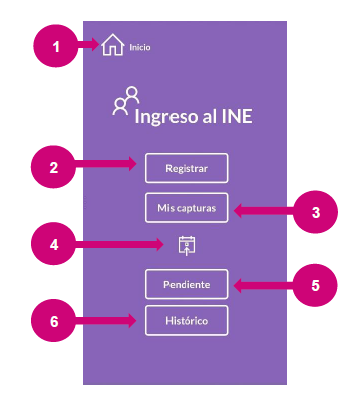 1
Inicio
Ingreso al INE
2
Registrar
Mis capturas
3
4
Pendiente
5
6
Histórico